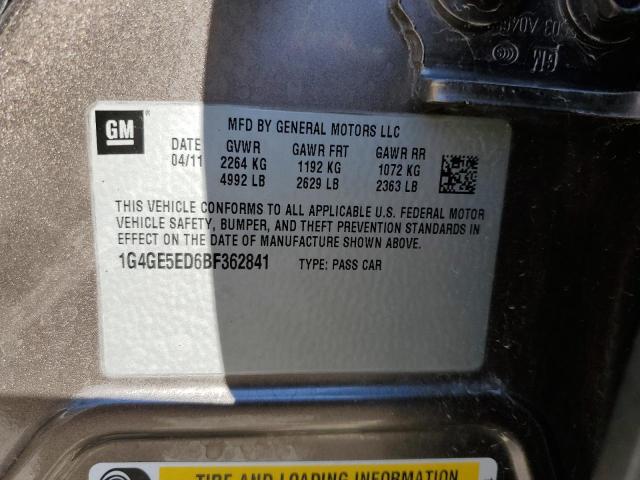 GM
GM
®
MFD BY GENERAL MOTORS LLC
DATE GVWR GAWR FRT GAWR RR
04/11 2264 KG 1192 KG 1072 KG
4992 LB 2629 LB 2363 LB
THIS VEHICLE CONFORMS TO ALL APPLICABLE U.S. FEDERAL MOTOR
VEHICLE SAFETY, BUMPER, AND THEFT PREVENTION STANDARDS IN
EFFECT ON THE DATE OF MANUFACTURE SHOWN ABOVE.
1G4GE5ED6BF362841 TYPE: PASS CAR
TIRE AND LOADING INFORMATION